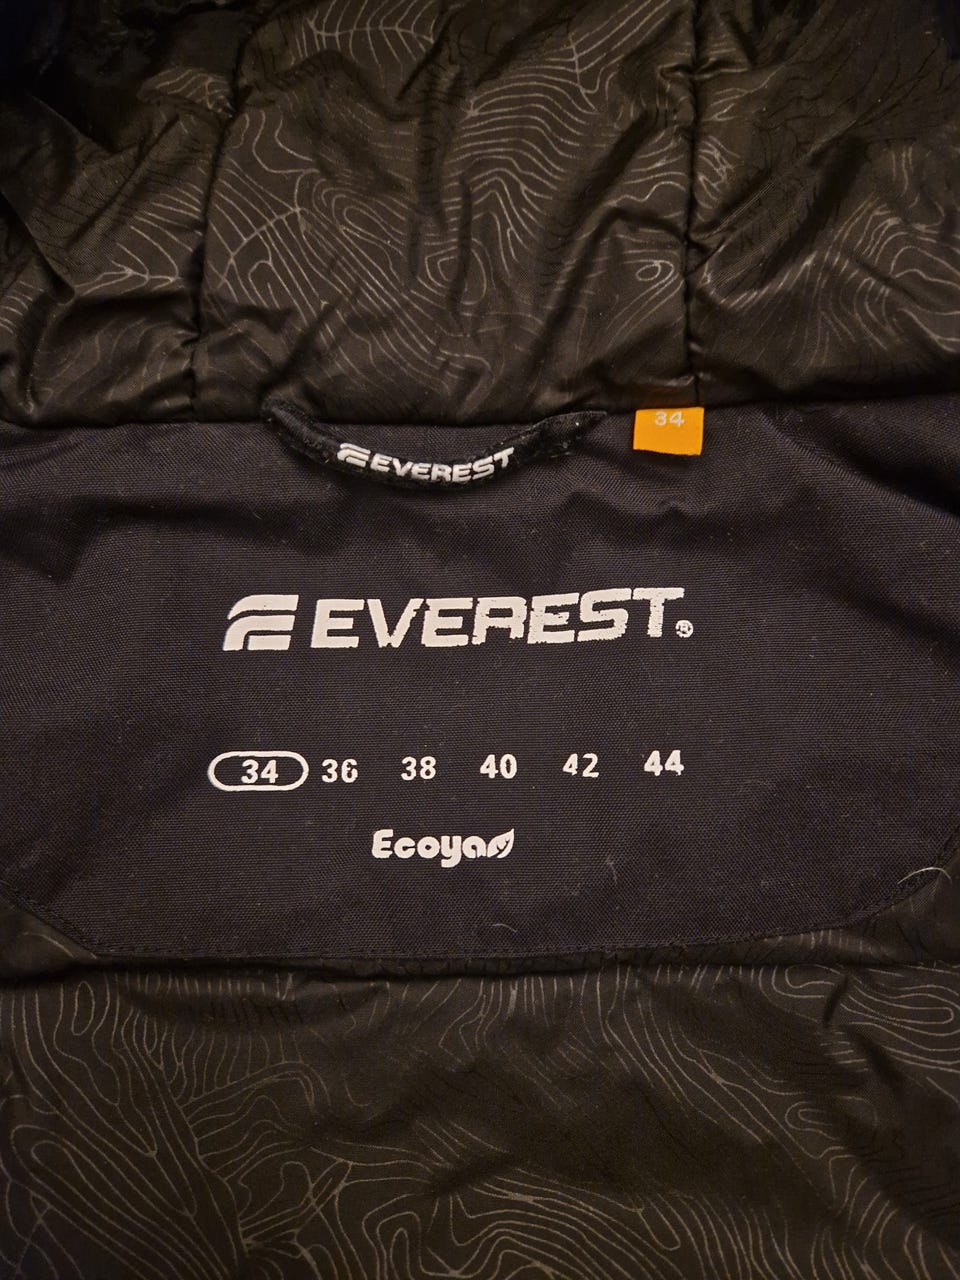 34
EVEREST
EVEREST®
34 36 38 40 42 44
Ecoya